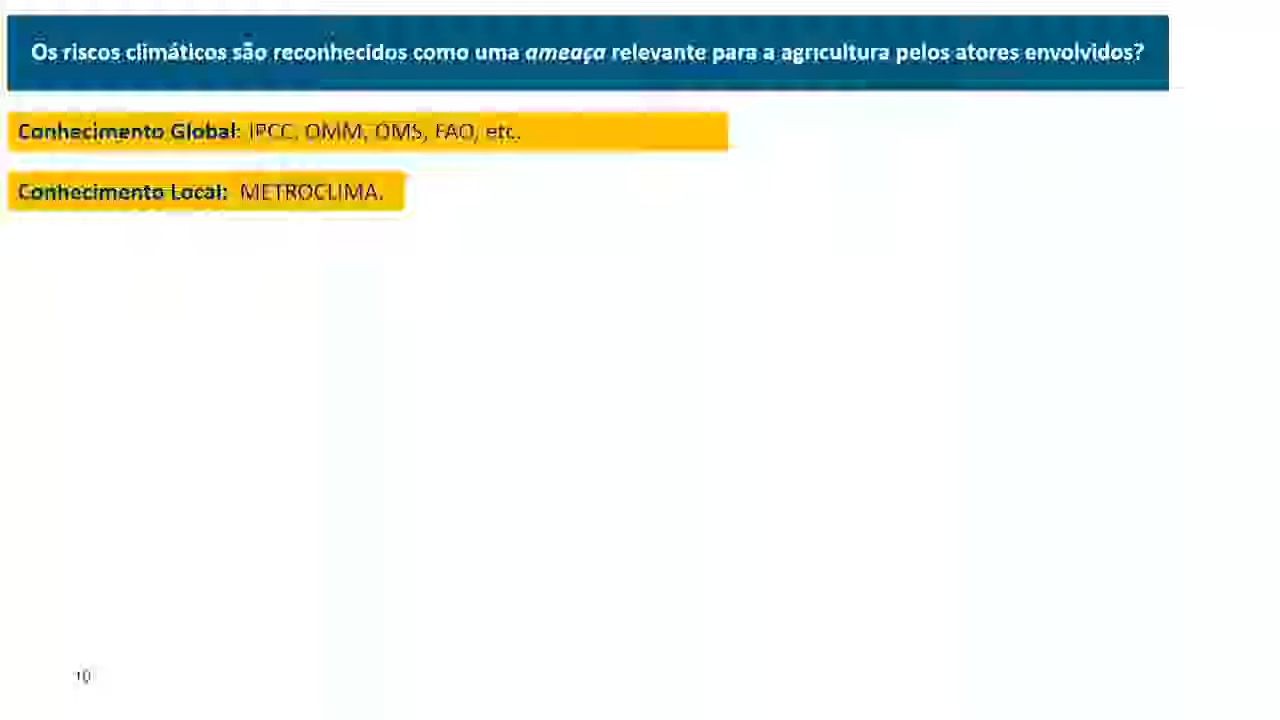 Os riscos climáticos são reconhecidos como uma ameaça relevante para a agricultura pelos atores envolvidos?
Conhecimento Global: IPCC, OMM, OMS, FAO, etc.
Conhecimento Local: METROCLIMA.
10